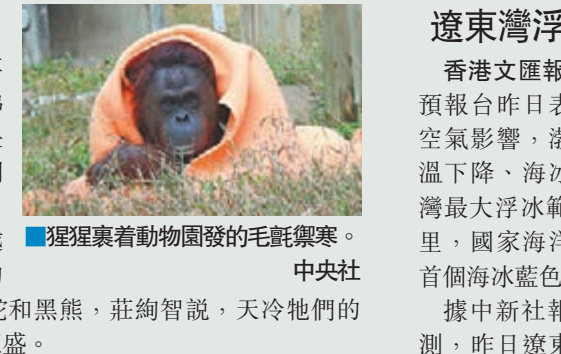 ■猩猩裹着動物園發的毛氈禦寒。
中央社
和黑熊，莊絢智説，天冷牠們的
盛。
遼東灣浮
香港文匯報
預報台昨日表
空氣影響，渤
溫下降、海冰
灣最大浮冰範
里，國家海洋
首個海冰藍色
據中新社報
測，昨日遼東